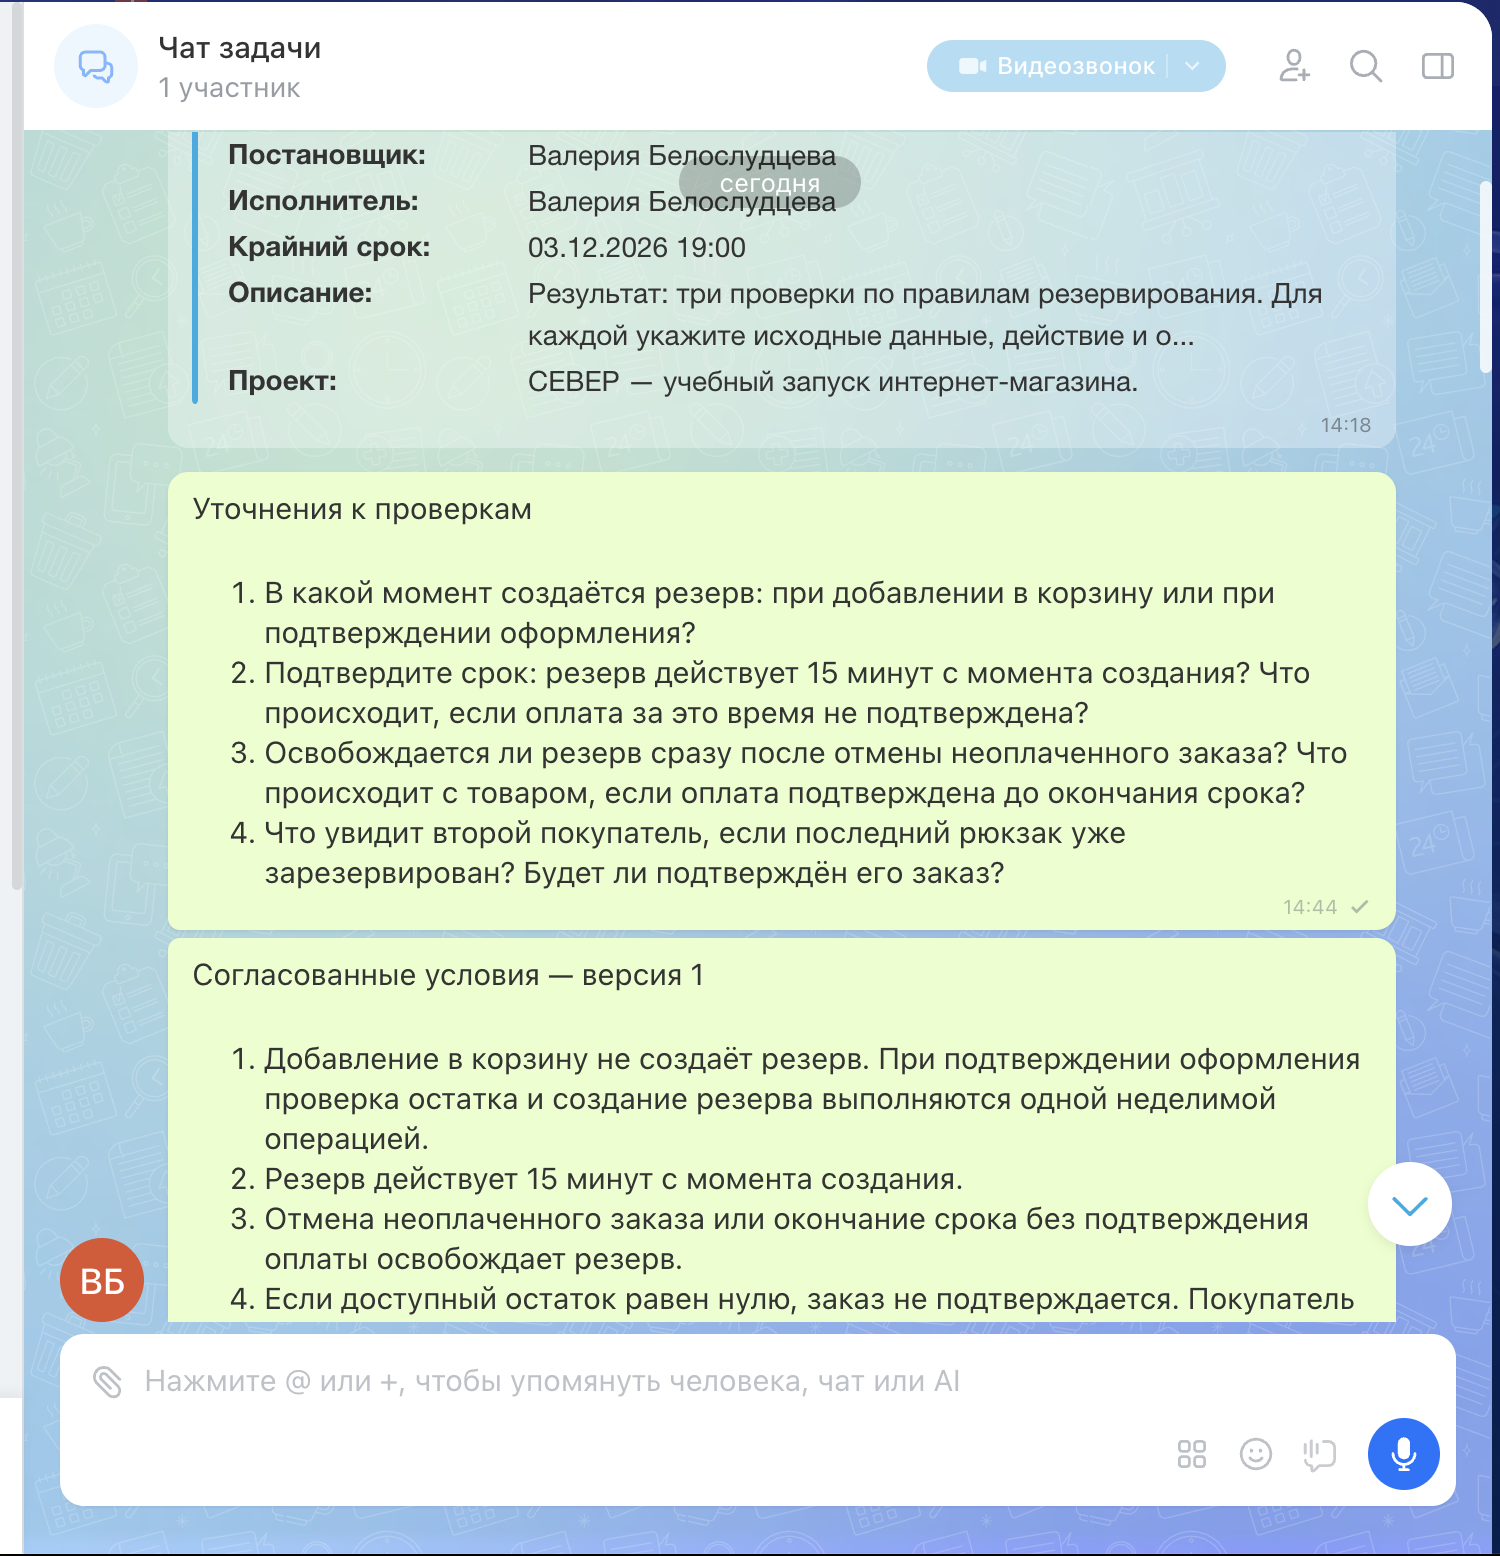 Чат задачи
1 участник
Видеозвонок
Постановщик: Валерия Белослудцева
сегодня
Исполнитель: Валерия Белослудцева
Крайний срок: 03.12.2026 19:00
Описание: Результат: три проверки по правилам резервирования. Для
каждой укажите исходные данные, действие и о...
Проект: СЕВЕР — учебный запуск интернет-магазина.
14:18
Уточнения к проверкам
1. В какой момент создаётся резерв: при добавлении в корзину или при
подтверждении оформления?
2. Подтвердите срок: резерв действует 15 минут с момента создания? Что
происходит, если оплата за это время не подтверждена?
3. Освобождается ли резерв сразу после отмены неоплаченного заказа? Что
происходит с товаром, если оплата подтверждена до окончания срока?
4. Что увидит второй покупатель, если последний рюкзак уже
зарезервирован? Будет ли подтверждён его заказ?
14:44
Согласованные условия — версия 1
1. Добавление в корзину не создаёт резерв. При подтверждении оформления
проверка остатка и создание резерва выполняются одной неделимой
операцией.
2. Резерв действует 15 минут с момента создания.
3. Отмена неоплаченного заказа или окончание срока без подтверждения
оплаты освобождает резерв.
4. Если доступный остаток равен нулю, заказ не подтверждается. Покупатель
ВБ
Нажмите @ или +, чтобы упомянуть человека, чат или AI